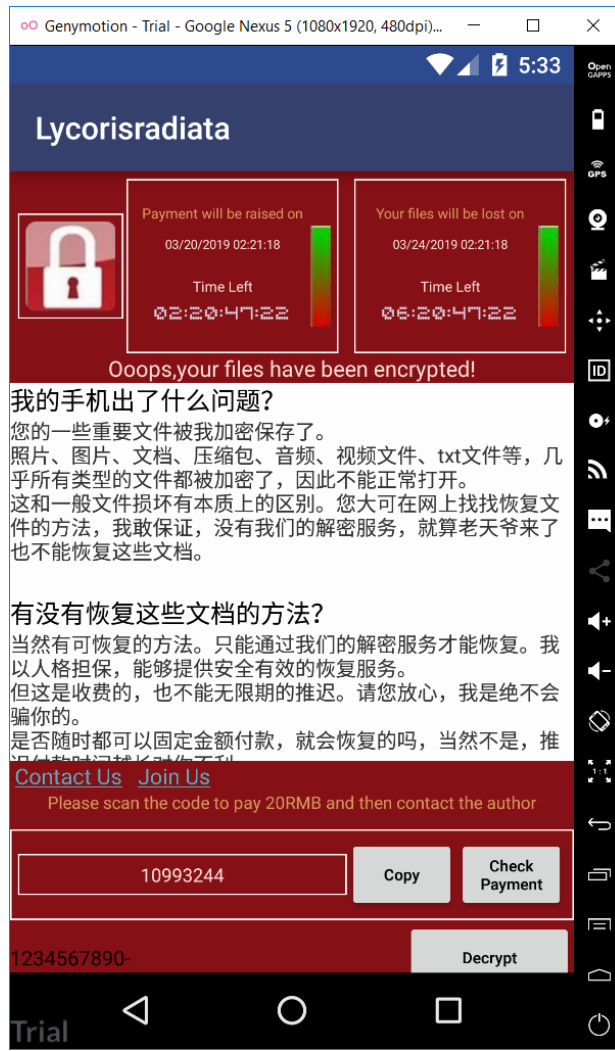 Genymotion - Trial - Google Nexus 5 (1080x1920, 480dpi)...
5:33
Open
GAPPS
Lycorisradiata
GPS
Payment will be raised on
03/20/2019 02:21:18
Time Left
02:20:47:22
Your files will be lost on
03/24/2019 02:21:18
Time Left
06:20:47:22
Ooops,your files have been encrypted!
我的手机出了什么问题?
您的一些重要文件被我加密保存了。
照片、图片、文档、压缩包、音频、视频文件、txt文件等，几
乎所有类型的文件都被加密了，因此不能正常打开。
这和一般文件损坏有本质上的区别。您大可在网上找找恢复文
件的方法，我敢保证，没有我们的解密服务，就算老天爷来了
也不能恢复这些文档。
有没有恢复这些文档的方法?
当然有可恢复的方法。只能通过我们的解密服务才能恢复。我
以人格担保，能够提供安全有效的恢复服务。
但这是收费的，也不能无限期的推迟。请您放心，我是绝不会
骗你的。
是否随时都可以固定金额付款，就会恢复的吗，当然不是，推
迟付款时间越长对你不利
Contact Us Join Us
Please scan the code to pay 20RMB and then contact the author
10993244
Copy
Check
Payment
1234567890-
Decrypt
Trial
ID
1:1